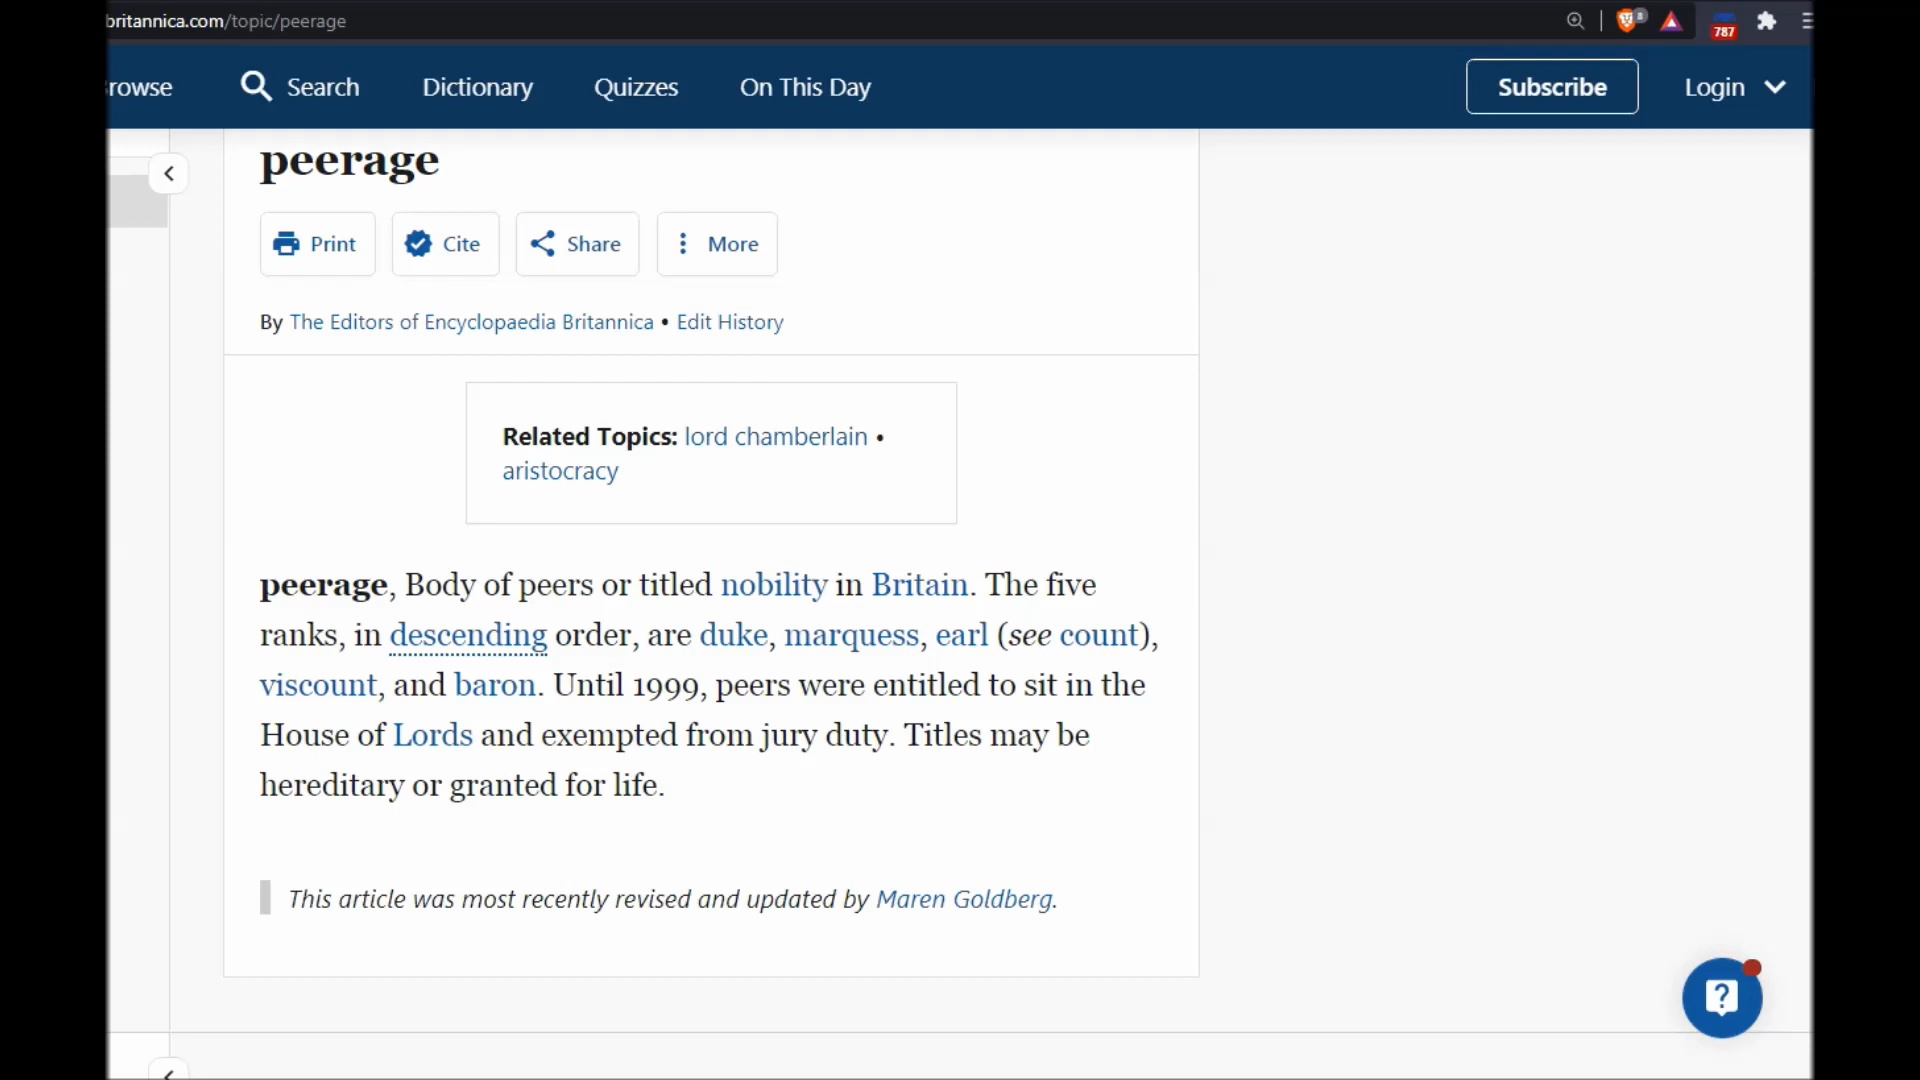 britannica.com/topic/peerage
8
787
rowse Search Dictionary Quizzes On This Day Subscribe Login
peerage
Print Cite Share More
By The Editors of Encyclopaedia Britannica • Edit History
Related Topics: lord chamberlain •
aristocracy
peerage, Body of peers or titled nobility in Britain. The five
ranks, in descending order, are duke, marquess, earl (see count),
viscount, and baron. Until 1999, peers were entitled to sit in the
House of Lords and exempted from jury duty. Titles may be
hereditary or granted for life.
This article was most recently revised and updated by Maren Goldberg.
?